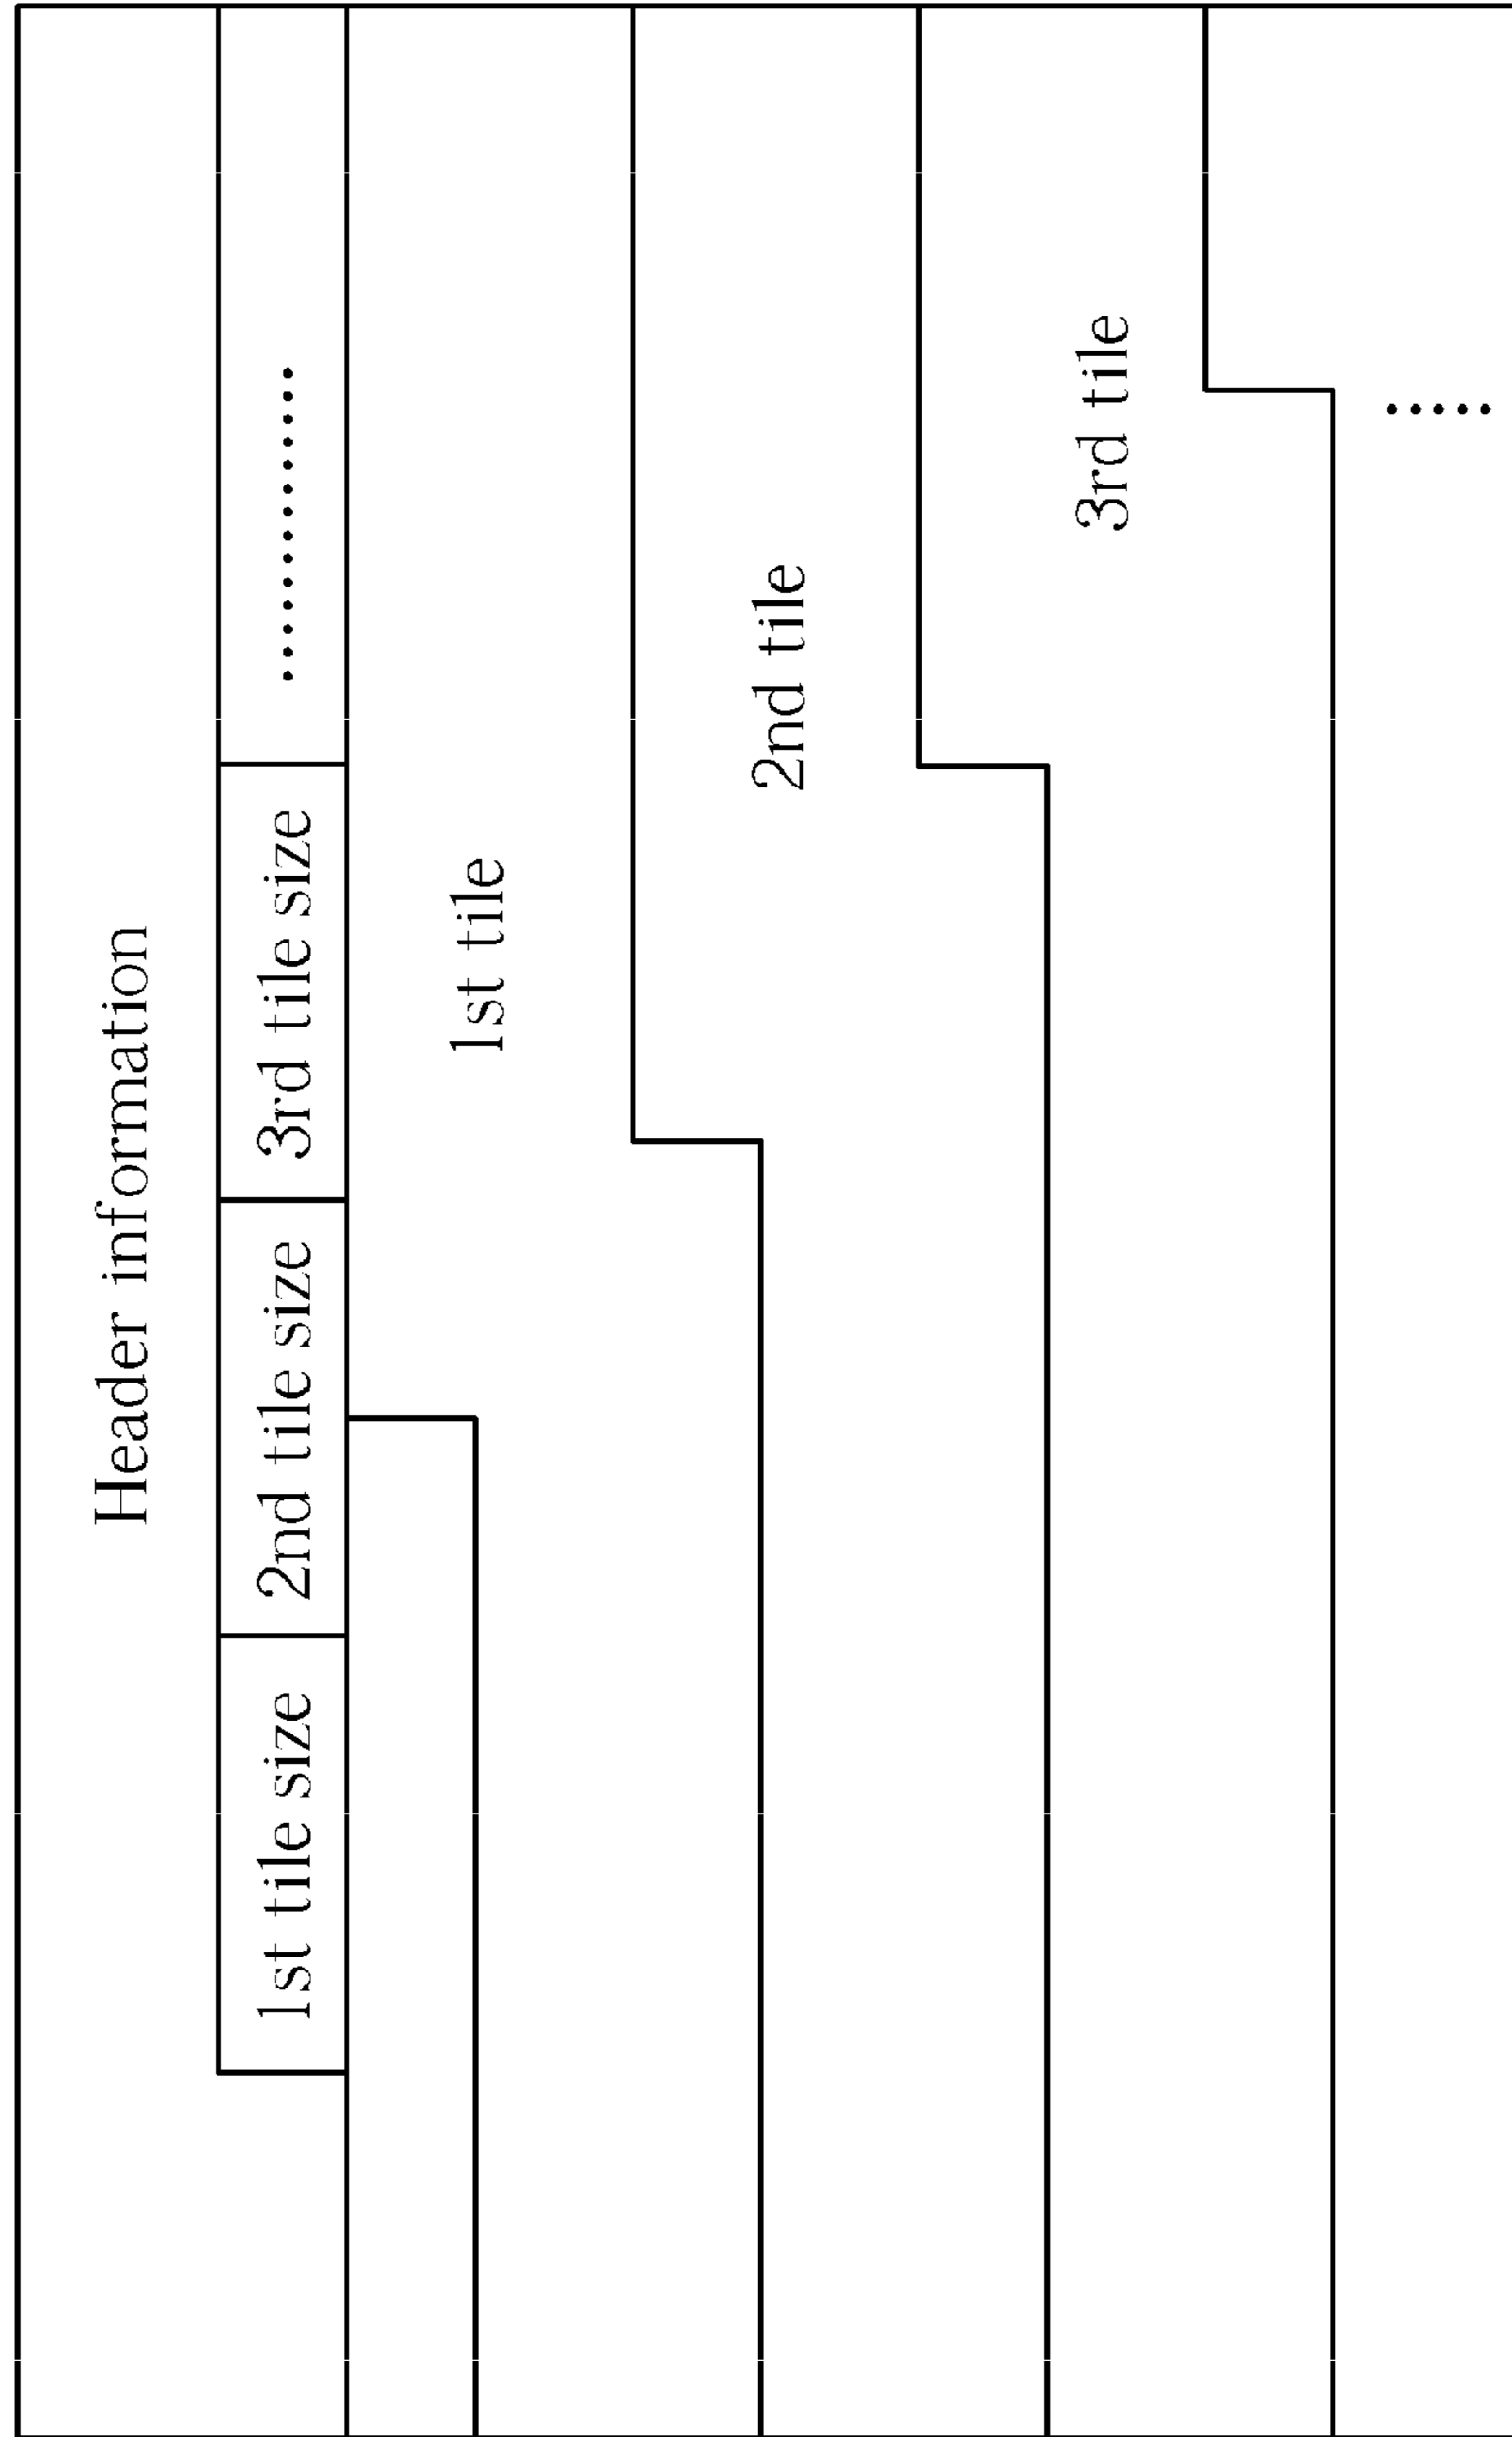 Header information
1st tile size
2nd tile size
3rd tile size
..............
1st tile
2nd tile
3rd tile
.....